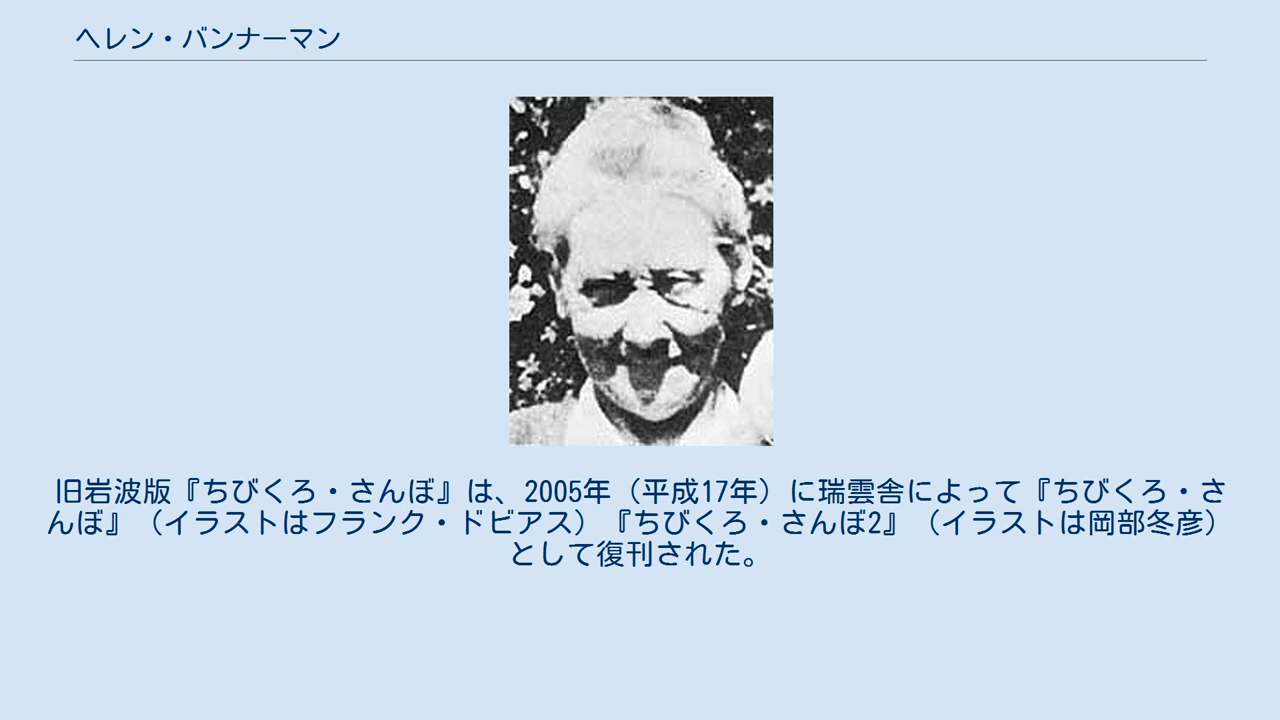 ヘレン・バンナーマン
旧岩波版『ちびくろ・さんぼ』は、2005年（平成17年）に瑞雲舎によって『ちびくろ・さ
んぼ』（イラストはフランク・ドビアス）『ちびくろ・さんぼ2』（イラストは岡部冬彦）
として復刊された。